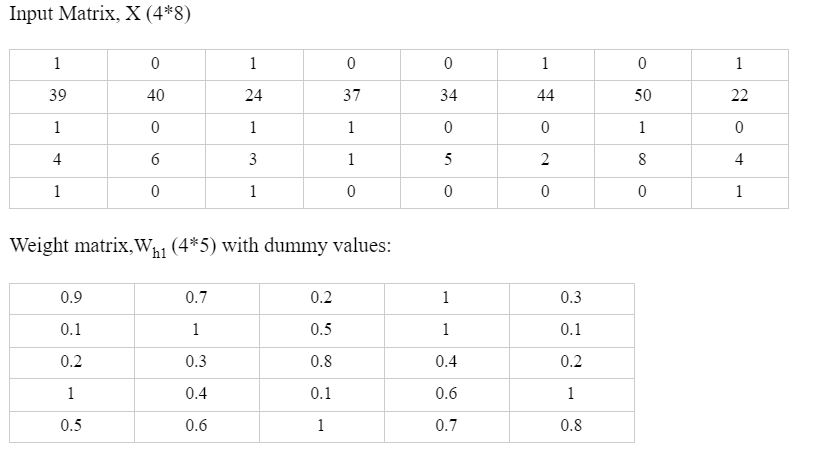 Input Matrix, X (4*8)
1 0 1 0 0 1 0 1
39 40 24 37 34 44 50 22
1 0 1 1 0 0 1 0
4 6 3 1 5 2 8 4
1 0 1 0 0 0 0 1
Weight matrix,Wh1 (4*5) with dummy values:
0.9 0.7 0.2 1 0.3
0.1 1 0.5 1 0.1
0.2 0.3 0.8 0.4 0.2
1 0.4 0.1 0.6 1
0.5 0.6 1 0.7 0.8